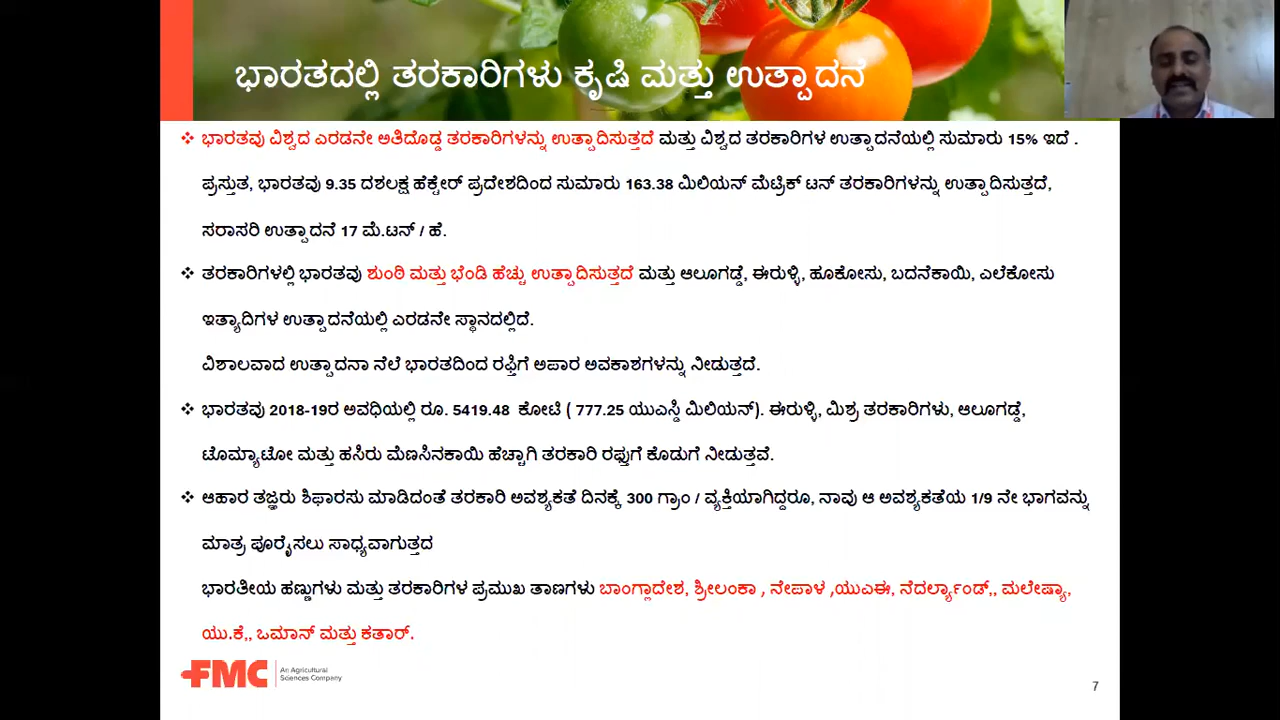 ಭಾರತದಲ್ಲಿ ತರಕಾರಿಗಳು ಕೃಷಿ ಮತ್ತು ಉತ್ಪಾದನೆ
❖ ಭಾರತವು ವಿಶ್ವದ ಎರಡನೇ ಅತಿದೊಡ್ಡ ತರಕಾರಿಗಳನ್ನು ಉತ್ಪಾದಿಸುತ್ತದೆ ಮತ್ತು ವಿಶ್ವದ ತರಕಾರಿಗಳ ಉತ್ಪಾದನೆಯಲ್ಲಿ ಸುಮಾರು 15% ಇದೆ .
ಪ್ರಸ್ತುತ, ಭಾರತವು 9.35 ದಶಲಕ್ಷ ಹೆಕ್ಟೇರ್ ಪ್ರದೇಶದಿಂದ ಸುಮಾರು 163.38 ಮಿಲಿಯನ್ ಮೆಟ್ರಿಕ್ ಟನ್ ತರಕಾರಿಗಳನ್ನು ಉತ್ಪಾದಿಸುತ್ತದೆ,
ಸರಾಸರಿ ಉತ್ಪಾದನೆ 17 ಮೆ.ಟನ್ / ಹೆ.
❖ ತರಕಾರಿಗಳಲ್ಲಿ ಭಾರತವು ಶುಂಠಿ ಮತ್ತು ಭೆಂಡಿ ಹೆಚ್ಚು ಉತ್ಪಾದಿಸುತ್ತದೆ ಮತ್ತು ಆಲೂಗಡ್ಡೆ, ಈರುಳ್ಳಿ, ಹೂಕೋಸು, ಬದನೆಕಾಯಿ, ಎಲೆಕೋಸು
ಇತ್ಯಾದಿಗಳ ಉತ್ಪಾದನೆಯಲ್ಲಿ ಎರಡನೇ ಸ್ಥಾನದಲ್ಲಿದೆ.
ವಿಶಾಲವಾದ ಉತ್ಪಾದನಾ ನೆಲೆ ಭಾರತದಿಂದ ರಫ್ತಿಗೆ ಅಪಾರ ಅವಕಾಶಗಳನ್ನು ನೀಡುತ್ತದೆ.
❖ ಭಾರತವು 2018-19ರ ಅವಧಿಯಲ್ಲಿ ರೂ. 5419.48 ಕೋಟಿ ( 777.25 ಯುಎಸ್ಡಿ ಮಿಲಿಯನ್). ಈರುಳ್ಳಿ, ಮಿಶ್ರ ತರಕಾರಿಗಳು, ಆಲೂಗಡ್ಡೆ,
ಟೊಮ್ಯಾಟೋ ಮತ್ತು ಹಸಿರು ಮೆಣಸಿನಕಾಯಿ ಹೆಚ್ಚಾಗಿ ತರಕಾರಿ ರಫ್ತುಗೆ ಕೊಡುಗೆ ನೀಡುತ್ತವೆ.
❖ ಆಹಾರ ತಜ್ಞರು ಶಿಫಾರಸು ಮಾಡಿದಂತೆ ತರಕಾರಿ ಅವಶ್ಯಕತೆ ದಿನಕ್ಕೆ 300 ಗ್ರಾಂ / ವ್ಯಕ್ತಿಯಾಗಿದ್ದರೂ, ನಾವು ಆ ಅವಶ್ಯಕತೆಯ 1/9 ನೇ ಭಾಗವನ್ನು
ಮಾತ್ರ ಪೂರೈಸಲು ಸಾಧ್ಯವಾಗುತ್ತದ
ಭಾರತೀಯ ಹಣ್ಣುಗಳು ಮತ್ತು ತರಕಾರಿಗಳ ಪ್ರಮುಖ ತಾಣಗಳು ಬಾಂಗ್ಲಾದೇಶ, ಶ್ರೀಲಂಕಾ , ನೇಪಾಳ ,ಯುಎಈ, ನೆದರ್ಲ್ಯಾಂಡ್,, ಮಲೇಷ್ಯಾ,
ಯು.ಕೆ,, ಒಮಾನ್ ಮತ್ತು ಕತಾರ್.
FMC An Agricultural
Sciences Company
7